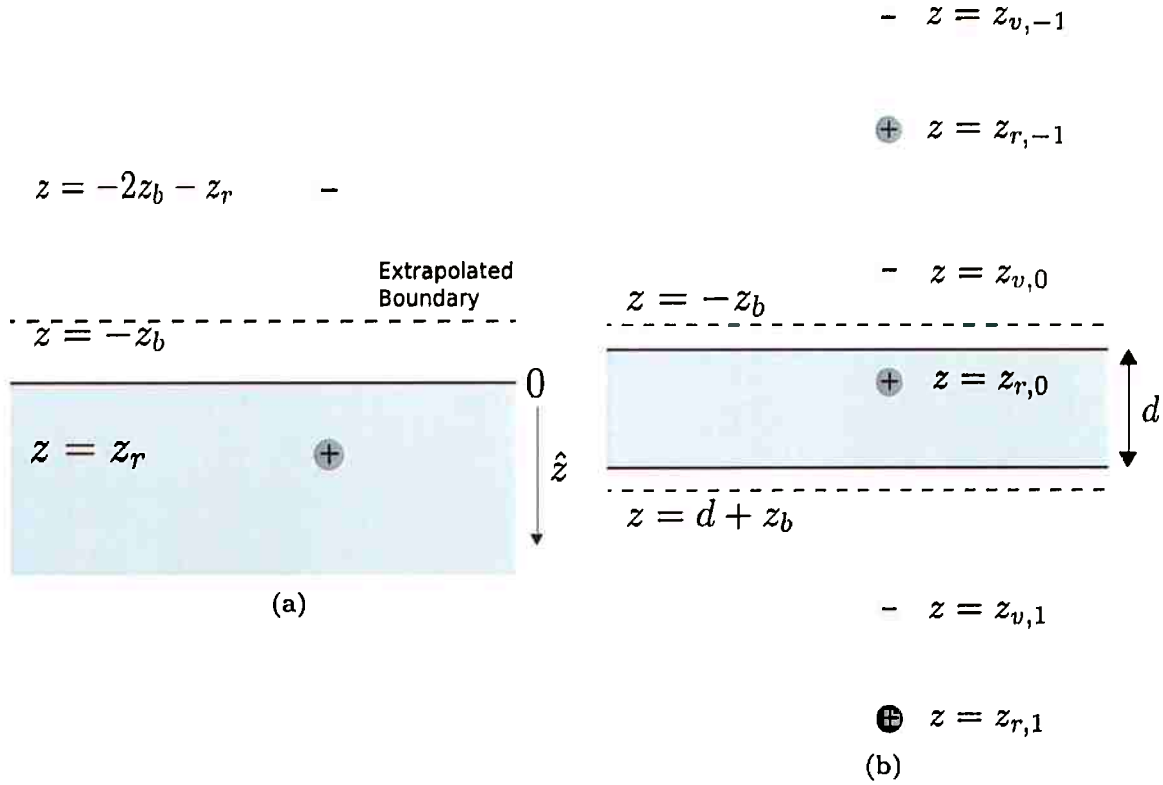 z = −2z_b − z_r
−
Extrapolated
Boundary
z = −z_b
0
z = z_r
+
ẑ
(a)
− z = z_{v,−1}
+ z = z_{r,−1}
− z = z_{v,0}
z = −z_b
+ z = z_{r,0}
d
z = d + z_b
− z = z_{v,1}
+ z = z_{r,1}
(b)